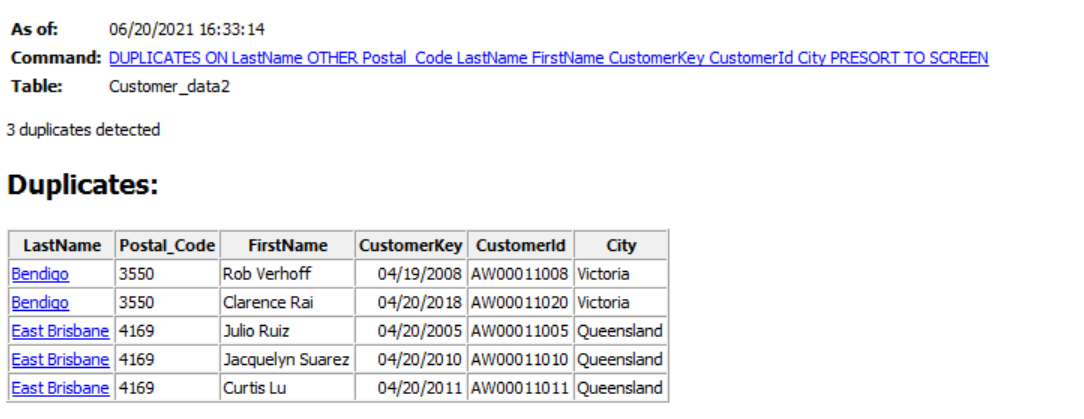 As of: 06/20/2021 16:33:14
Command: DUPLICATES ON LastName OTHER Postal_Code LastName FirstName CustomerKey CustomerId City PRESORT TO SCREEN
Table: Customer_data2
3 duplicates detected
Duplicates:
LastName Postal_Code FirstName CustomerKey CustomerId City
Bendigo 3550 Rob Verhoff 04/19/2008 AW00011008 Victoria
Bendigo 3550 Clarence Rai 04/20/2018 AW00011020 Victoria
East Brisbane 4169 Julio Ruiz 04/20/2005 AW00011005 Queensland
East Brisbane 4169 Jacquelyn Suarez 04/20/2010 AW00011010 Queensland
East Brisbane 4169 Curtis Lu 04/20/2011 AW00011011 Queensland